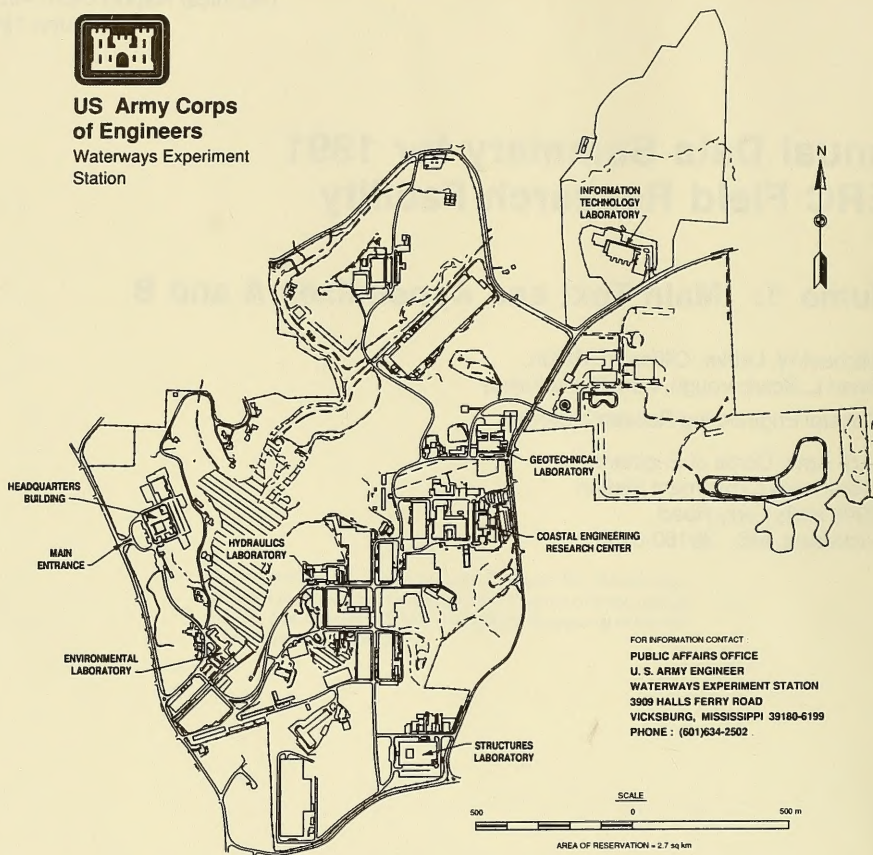 US Army Corps
of Engineers
Waterways Experiment
Station
N
INFORMATION
TECHNOLOGY
LABORATORY
GEOTECHNICAL
LABORATORY
HEADQUARTERS
BUILDING
HYDRAULICS
LABORATORY
COASTAL ENGINEERING
RESEARCH CENTER
MAIN
ENTRANCE
ENVIRONMENTAL
LABORATORY
FOR INFORMATION CONTACT:
PUBLIC AFFAIRS OFFICE
U. S. ARMY ENGINEER
WATERWAYS EXPERIMENT STATION
3909 HALLS FERRY ROAD
VICKSBURG, MISSISSIPPI 39180-6199
PHONE : (601)634-2502
STRUCTURES
LABORATORY
SCALE
500 0 500 m
AREA OF RESERVATION = 2.7 sq km